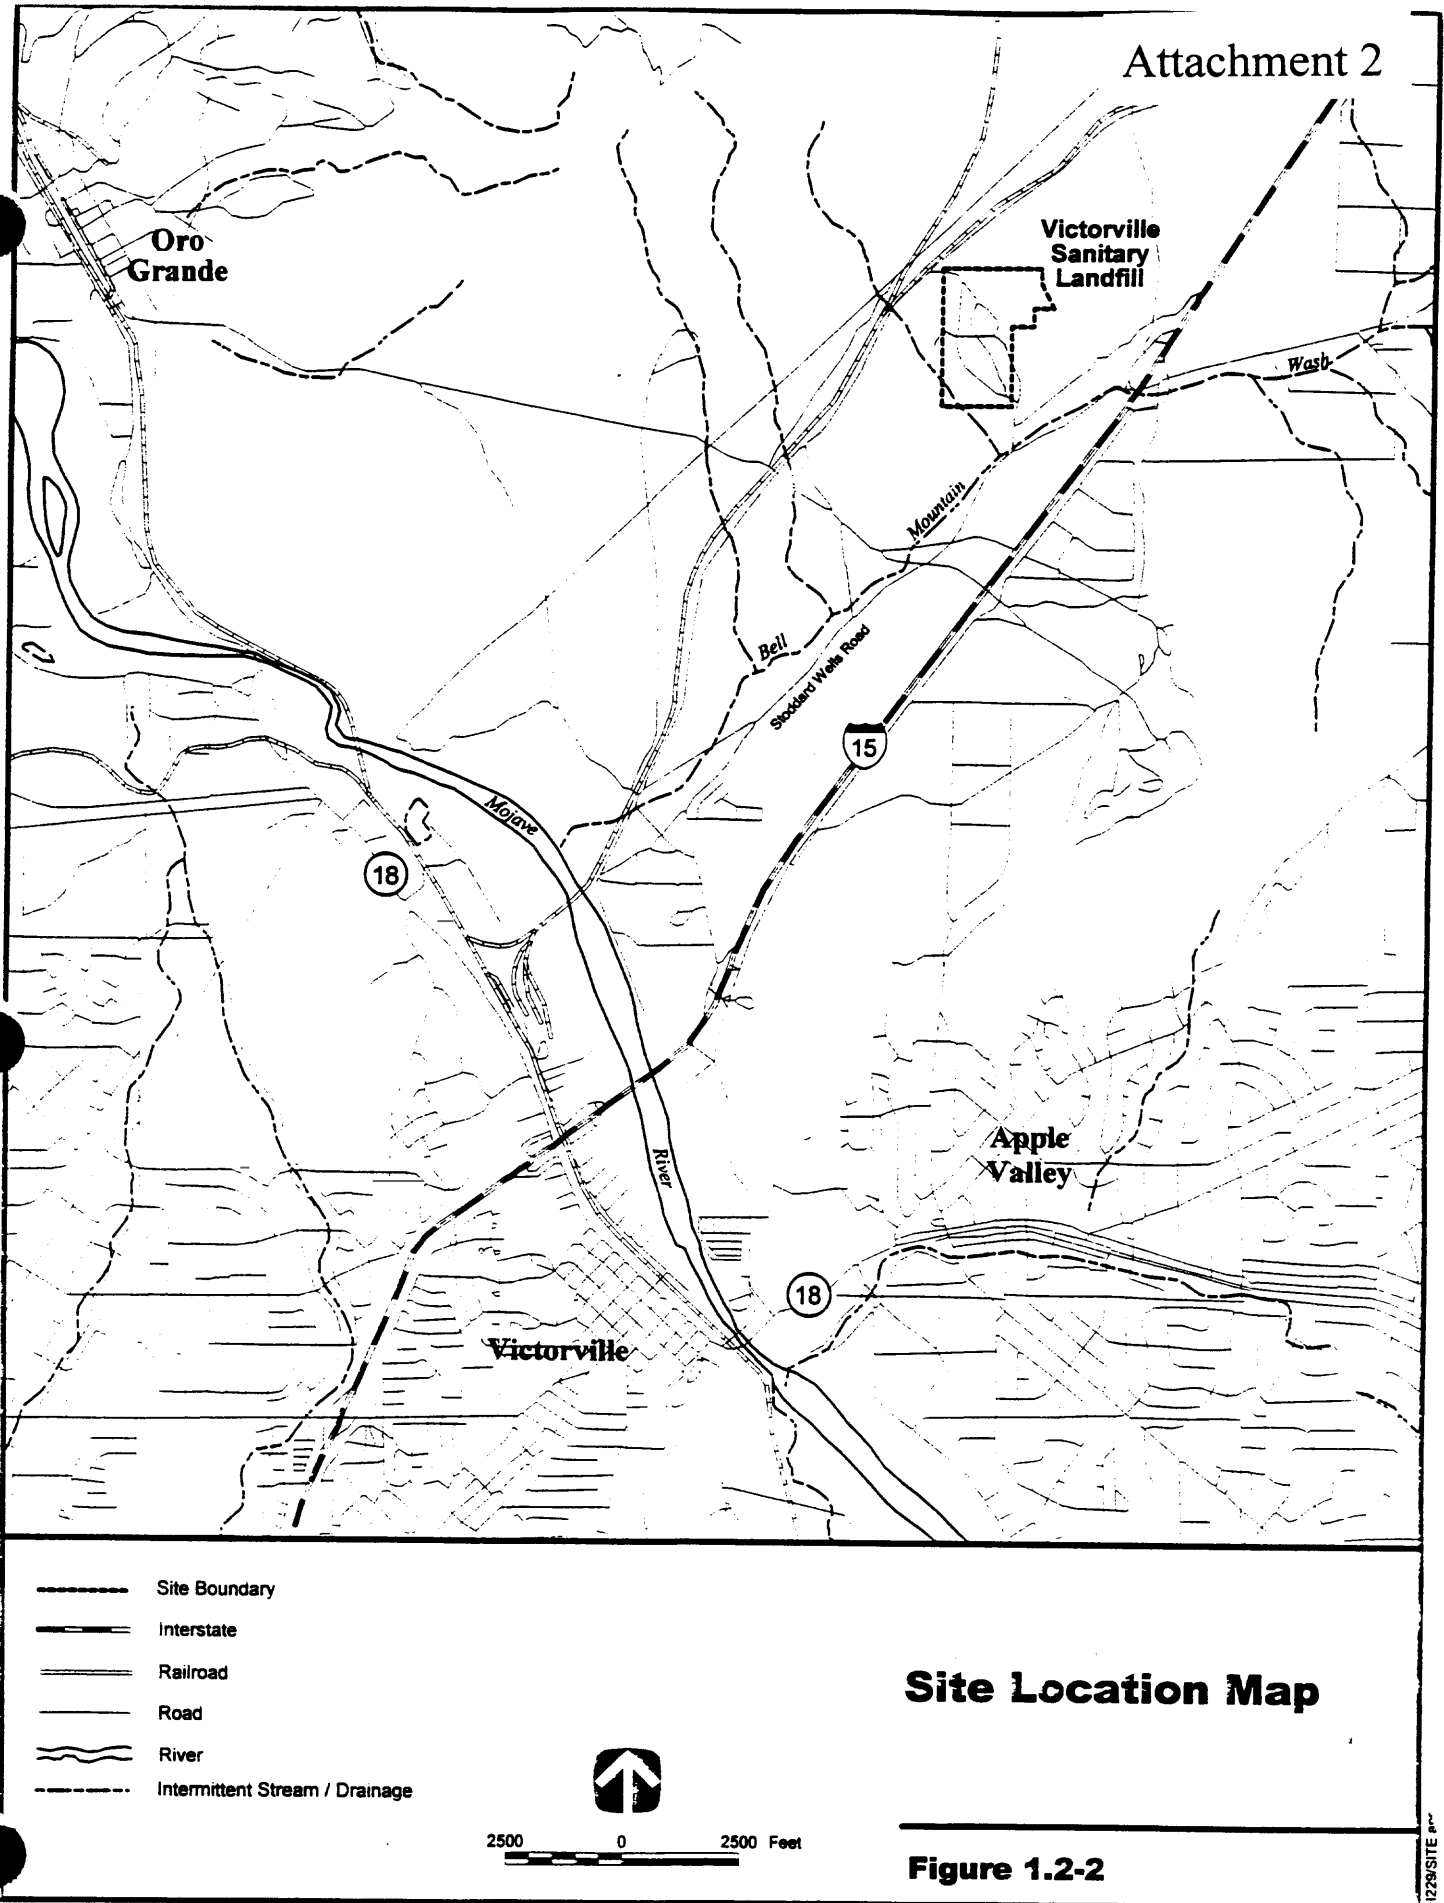 Attachment 2
Victorville
Sanitary
Landfill
Oro
Grande
Wash
Mountain
Bell
Stoddard Wells Road
15
Mojave
18
River
Apple
Valley
18
Victorville
Site Boundary
Interstate
Railroad
Road
River
Intermittent Stream / Drainage
Site Location Map
2500 0 2500 Feet
Figure 1.2-2